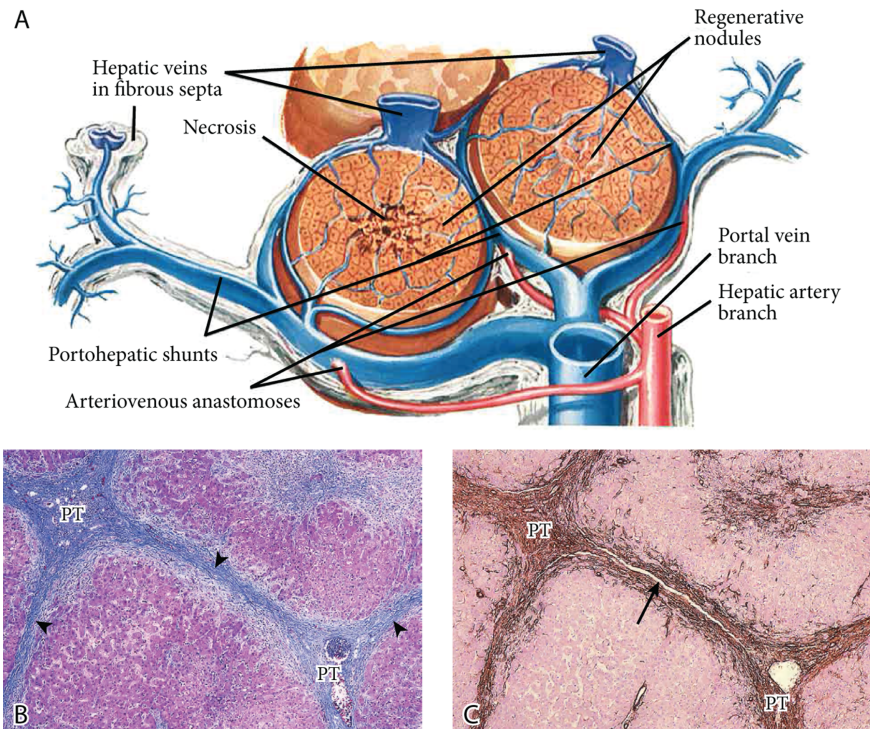 A
Regenerative
nodules
Hepatic veins
in fibrous septa
Necrosis
Portal vein
branch
Hepatic artery
branch
Portohepatic shunts
Arteriovenous anastomoses
PT
PT
B
PT
PT
C